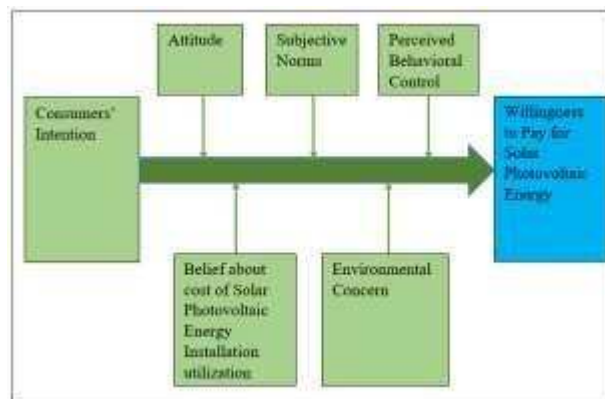 Attitude
Subjective
Norms
Perceived
Behavioral
Control
Consumers'
Intention
Willingness
to Pay for
Solar
Photovoltaic
Energy
Belief about
cost of Solar
Photovoltaic
Energy
Installation
utilization
Environmental
Concern